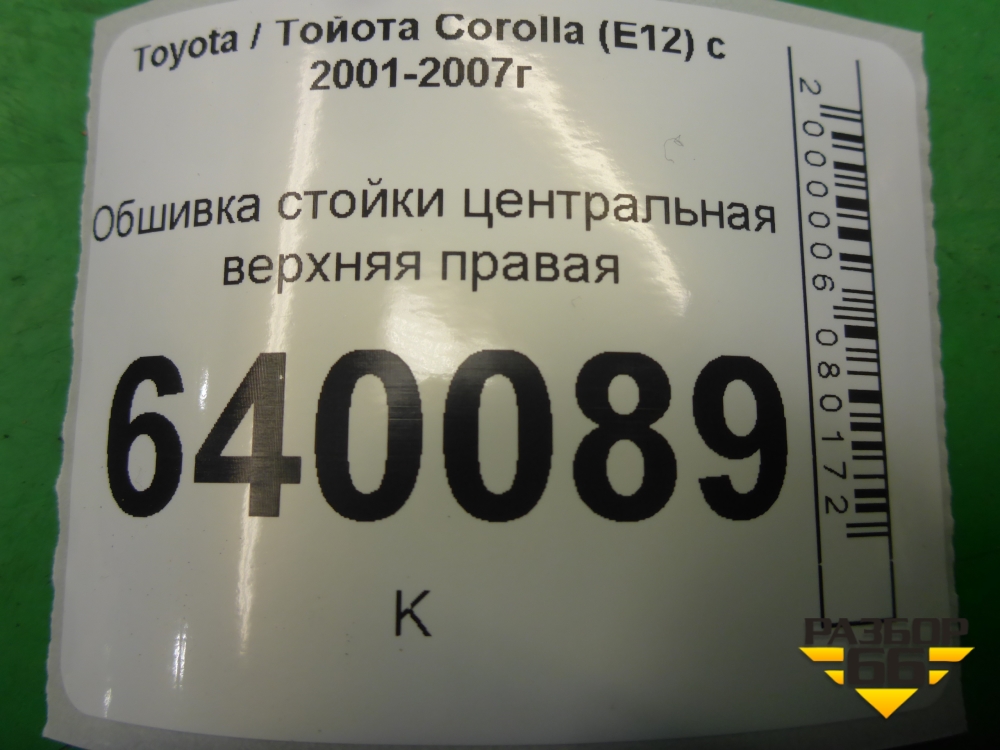 Toyota / Тойота Corolla (E12) с
2001-2007г
Обшивка стойки центральная
верхняя правая
640089
К
2000006080172
РАЗБОР
66